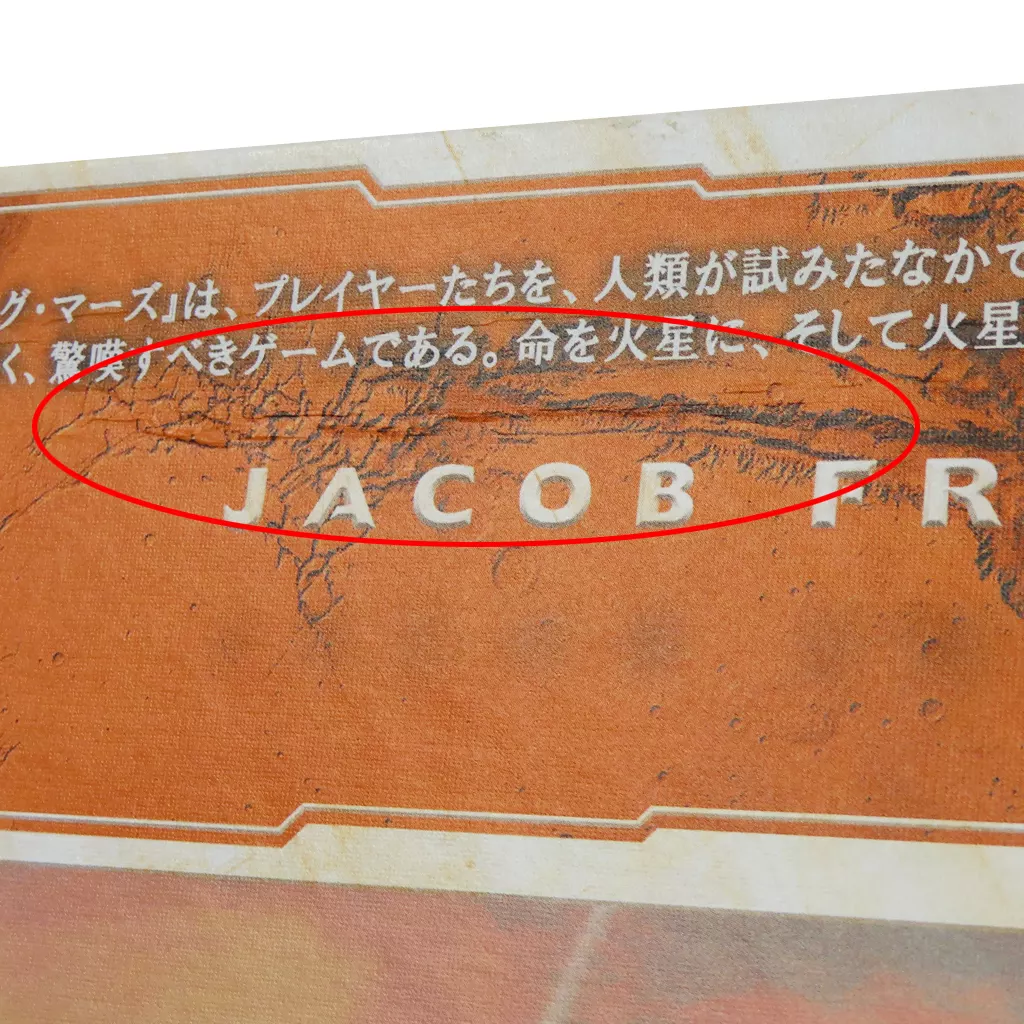 グ・マーズ』は、プレイヤーたちを、人類が試みたなかで
く、驚嘆すべきゲームである。命を火星に、そして火星
JACOB FR